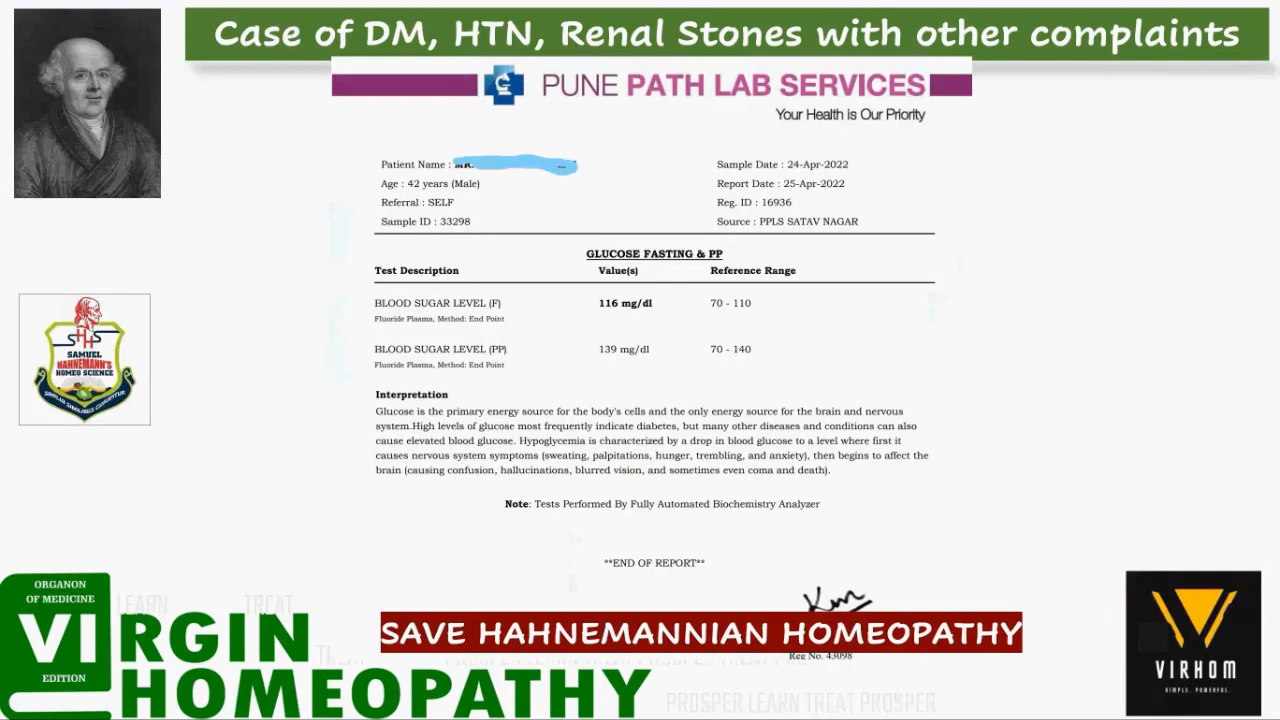 Case of DM, HTN, Renal Stones with other complaints
PUNE PATH LAB SERVICES
Your Health is Our Priority
Patient Name : MR.
Sample Date : 24-Apr-2022
Age : 42 years (Male)
Report Date : 25-Apr-2022
Referral : SELF
Reg. ID : 16936
Sample ID : 33298
Source : PPLS SATAV NAGAR
GLUCOSE FASTING & PP
Test Description Value(s) Reference Range
BLOOD SUGAR LEVEL (F) 116 mg/dl 70 - 110
Fluoride Plasma, Method: End Point
BLOOD SUGAR LEVEL (PP) 139 mg/dl 70 - 140
Fluoride Plasma, Method: End Point
Interpretation
Glucose is the primary energy source for the body's cells and the only energy source for the brain and nervous
system.High levels of glucose most frequently indicate diabetes, but many other diseases and conditions can also
cause elevated blood glucose. Hypoglycemia is characterized by a drop in blood glucose to a level where first it
causes nervous system symptoms (sweating, palpitations, hunger, trembling, and anxiety), then begins to affect the
brain (causing confusion, hallucinations, blurred vision, and sometimes even coma and death).
Note: Tests Performed By Fully Automated Biochemistry Analyzer
**END OF REPORT**
Reg No. 43098
SHHS
SAMUEL
HAHNEMANN'S
HOMEO SCIENCE
SIMILIA SIMILIBUS CURENTUR
ORGANON
OF MEDICINE
VIRGIN
EDITION
HOMEOPATHY
SAVE HAHNEMANNIAN HOMEOPATHY
LEARN TREAT
PROSPER.LEARN TREAT PROSPER
VIRHOM
SIMPLE. POWERFUL.